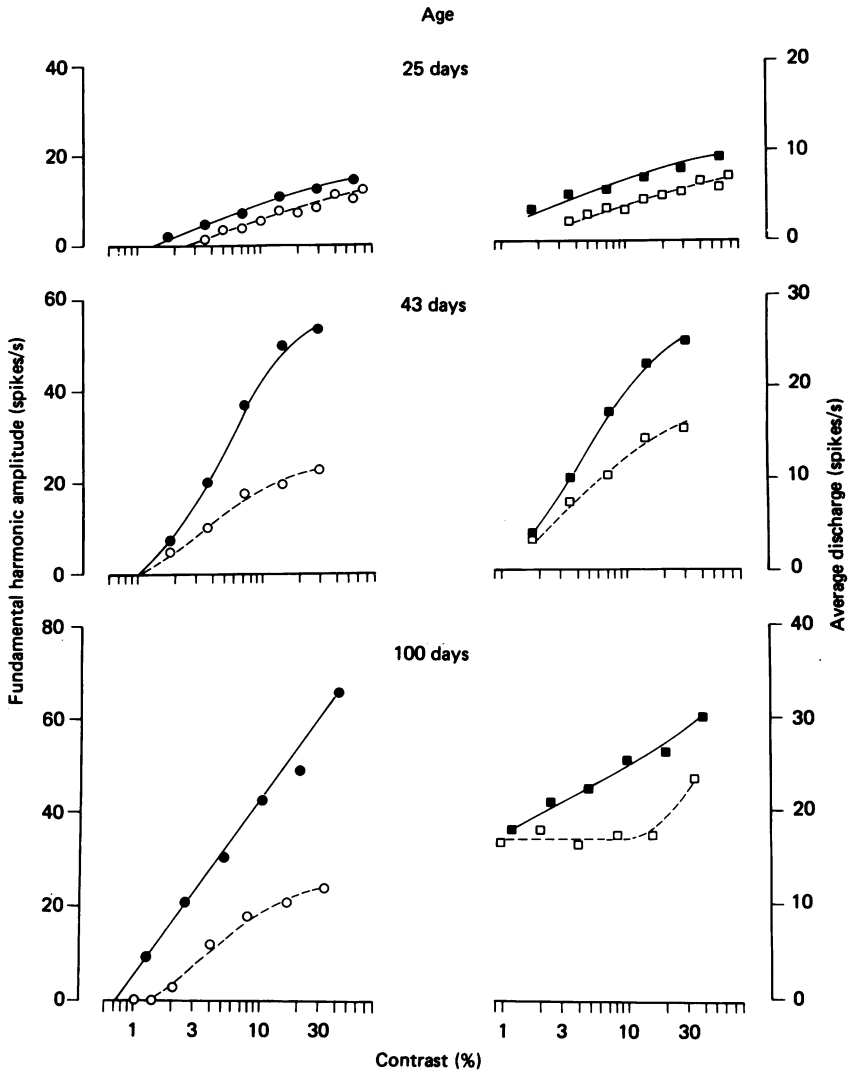 Age
25 days
40
20
0
20
10
0
43 days
60
40
20
0
30
20
10
0
Fundamental harmonic amplitude (spikes/s)
Average discharge (spikes/s)
100 days
80
60
40
20
0
40
30
20
10
0
1 3 10 30
1 3 10 30
Contrast (%)